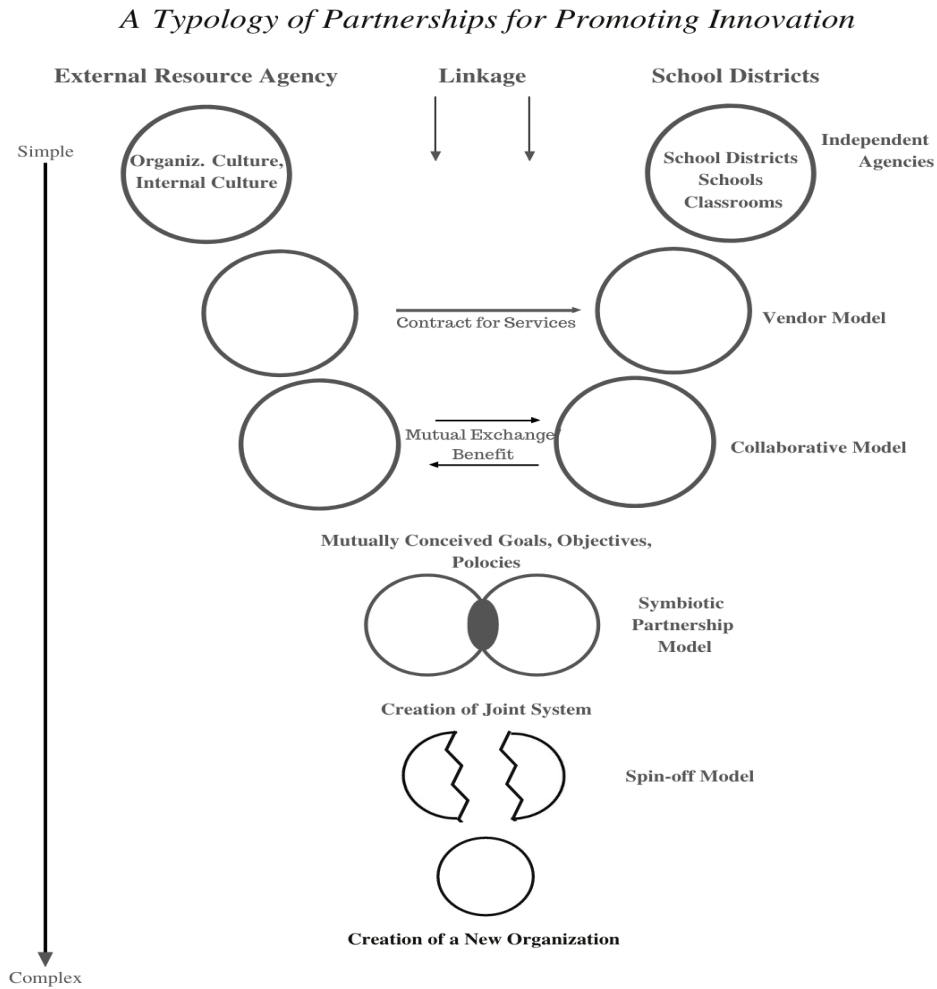 A Typology of Partnerships for Promoting Innovation
External Resource Agency
Linkage
School Districts
Simple
Organiz. Culture,
Internal Culture
School Districts
Schools
Classrooms
Independent
Agencies
Contract for Services
Vendor Model
Mutual Exchange
Benefit
Collaborative Model
Mutually Conceived Goals, Objectives,
Polocies
Symbiotic
Partnership
Model
Creation of Joint System
Spin-off Model
Creation of a New Organization
Complex